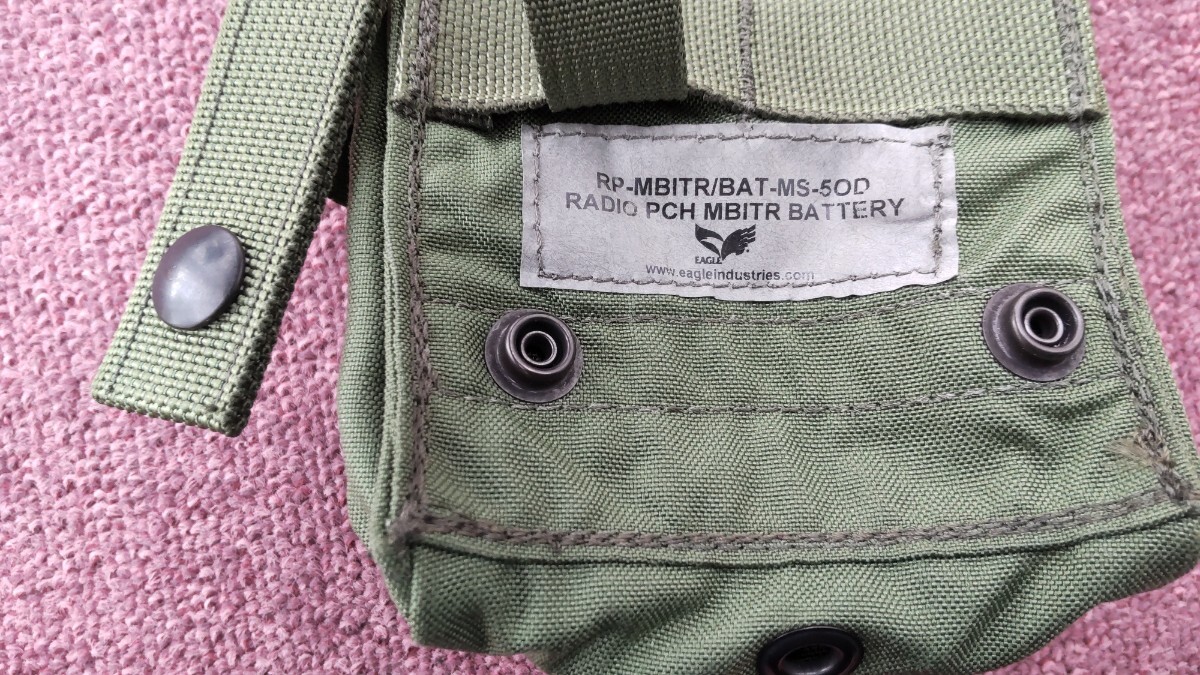 RP-MBITR/BAT-MS-5OD
RADIO PCH MBITR BATTERY
EAGLE
www.eagleindustries.com